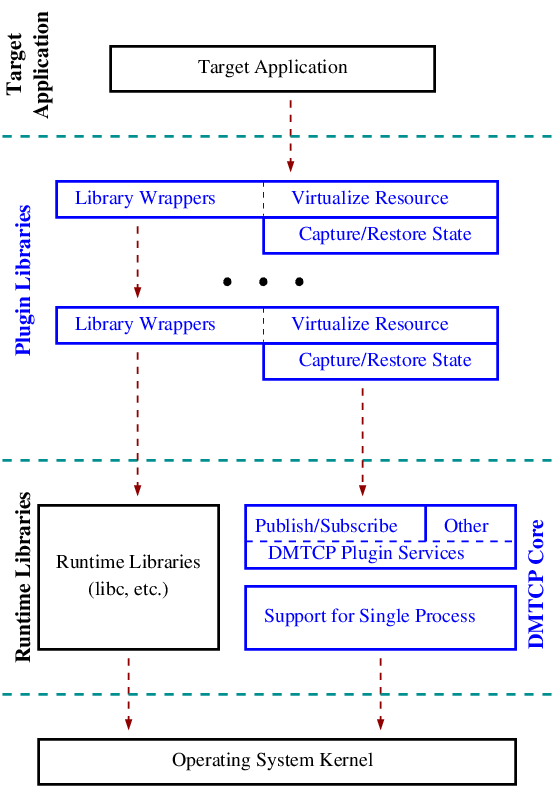 Target
Application
Target Application
Plugin Libraries
Library Wrappers
Virtualize Resource
Capture/Restore State
Library Wrappers
Virtualize Resource
Capture/Restore State
Runtime Libraries
Runtime Libraries
(libc, etc.)
Publish/Subscribe
Other
DMTCP Plugin Services
Support for Single Process
DMTCP Core
Operating System Kernel